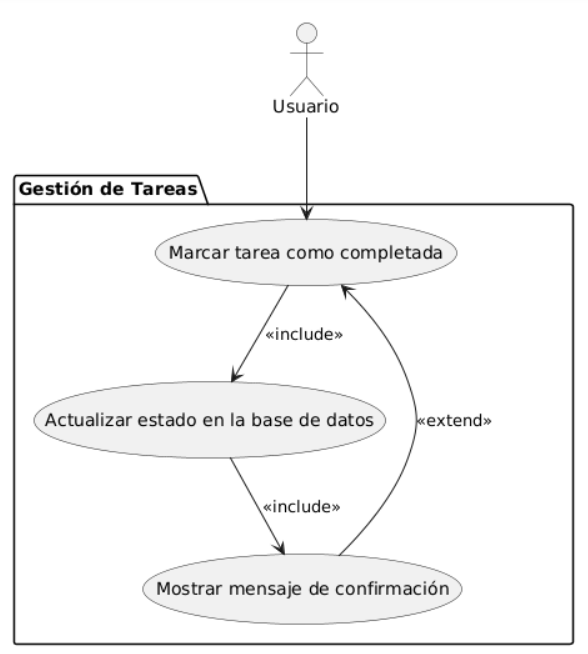 Usuario
Gestión de Tareas
Marcar tarea como completada
«include»
Actualizar estado en la base de datos
«extend»
«include»
Mostrar mensaje de confirmación